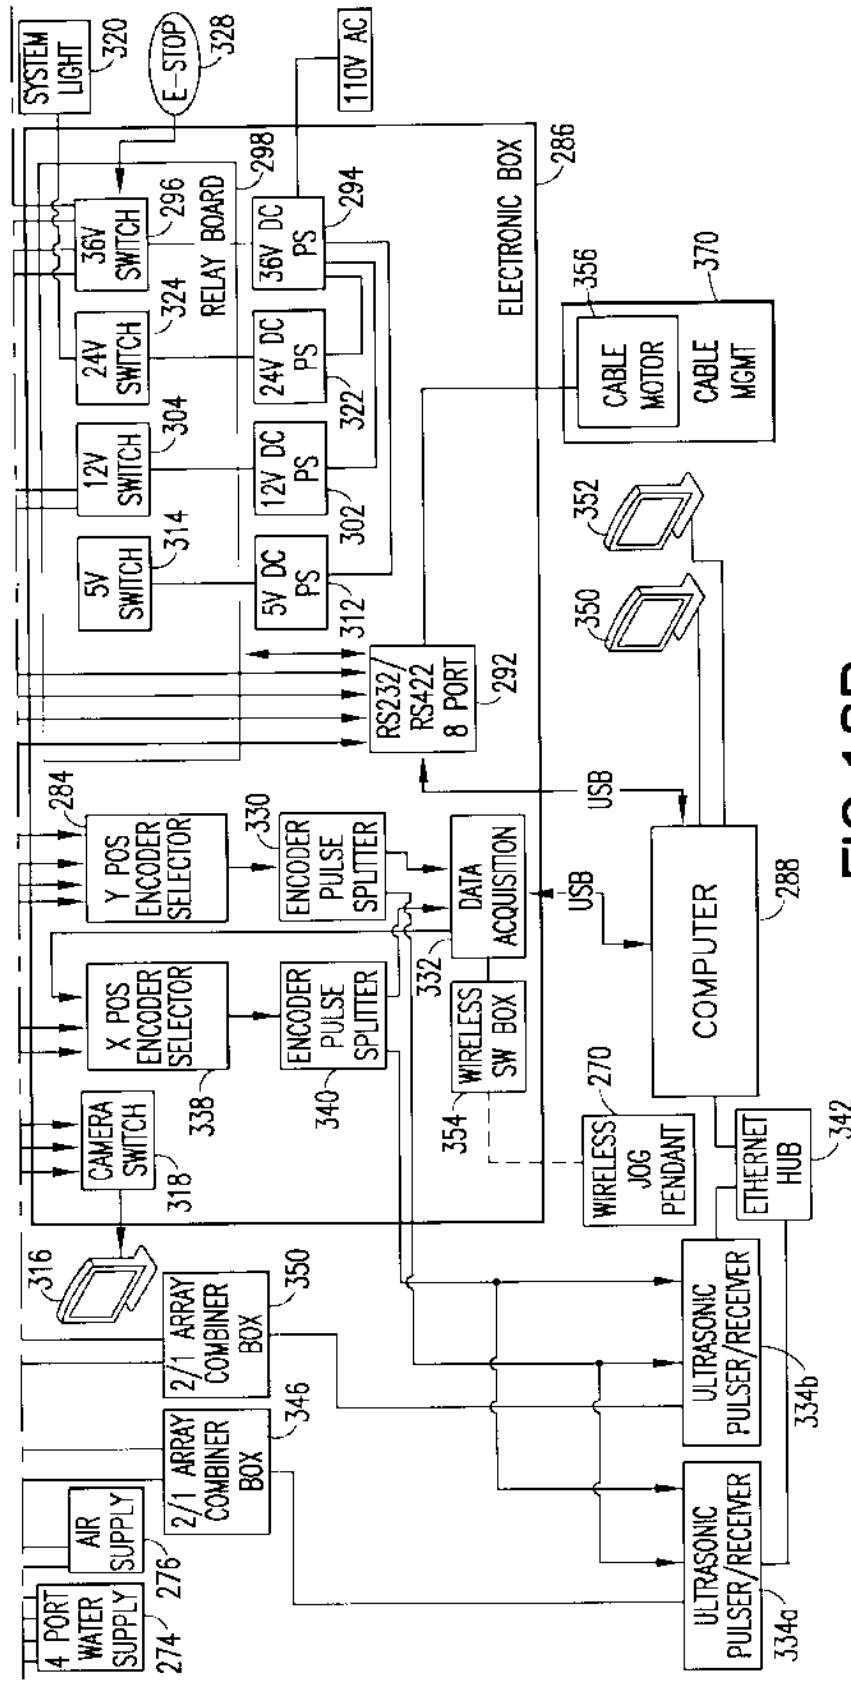 4 PORT
WATER
SUPPLY
274
AIR
SUPPLY
276
2/1 ARRAY
COMBINER
BOX
346
2/1 ARRAY
COMBINER
BOX
350
316
CAMERA
SWITCH
318
X POS
ENCODER
SELECTOR
338
Y POS
ENCODER
SELECTOR
284
ENCODER
PULSE
SPLITTER
340
ENCODER
PULSE
SPLITTER
330
WIRELESS
SW BOX
354
DATA
ACQUISITION
332
RS232/
RS422
8 PORT
292
5V
SWITCH
314
12V
SWITCH
304
24V
SWITCH
324
36V
SWITCH
296
RELAY BOARD
298
5V DC
PS
312
12V DC
PS
302
24V DC
PS
322
36V DC
PS
294
SYSTEM
LIGHT
320
E-STOP
328
110V AC
ELECTRONIC BOX
286
WIRELESS
JOG
PENDANT
270
USB
USB
COMPUTER
288
350
352
CABLE
MOTOR
356
CABLE
MGMT
370
ULTRASONIC
PULSER/RECEIVER
334a
ULTRASONIC
PULSER/RECEIVER
334b
ETHERNET
HUB
342